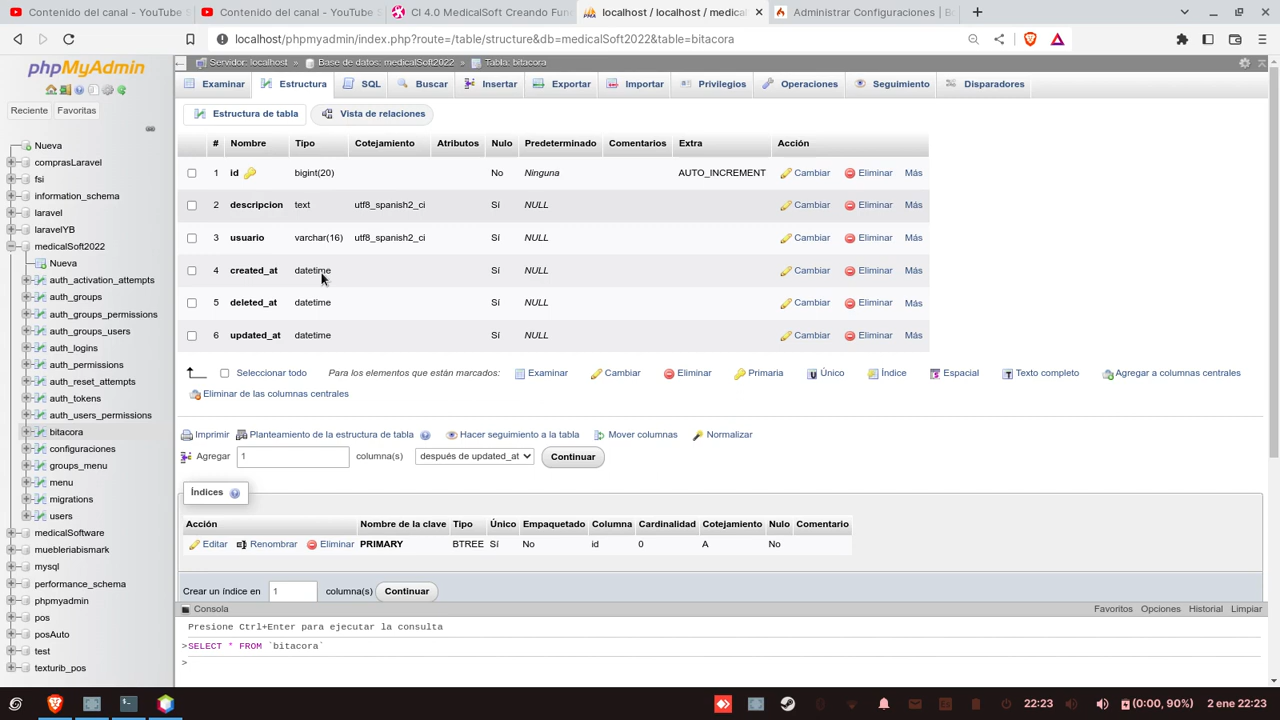 Contenido del canal - YouTube S
Contenido del canal - YouTube S
CI 4.0 MedicalSoft Creando Fun
localhost / localhost / medical
Administrar Configuraciones | B
localhost/phpmyadmin/index.php?route=/table/structure&db=medicalSoft2022&table=bitacora
phpMyAdmin
Reciente Favoritas
Nueva
comprasLaravel
fsi
information_schema
laravel
laravelYB
medicalSoft2022
Nueva
auth_activation_attempts
auth_groups
auth_groups_permissions
auth_groups_users
auth_logins
auth_permissions
auth_reset_attempts
auth_tokens
auth_users_permissions
bitacora
configuraciones
groups_menu
menu
migrations
users
medicalSoftware
muebleriabismark
mysql
performance_schema
phpmyadmin
pos
posAuto
test
texturib_pos
Servidor: localhost » Base de datos: medicalSoft2022 » Tabla: bitacora
Examinar Estructura SQL Buscar Insertar Exportar Importar Privilegios Operaciones Seguimiento Disparadores
Estructura de tabla Vista de relaciones
# Nombre Tipo Cotejamiento Atributos Nulo Predeterminado Comentarios Extra Acción
1 id bigint(20) No Ninguna AUTO_INCREMENT Cambiar Eliminar Más
2 descripcion text utf8_spanish2_ci Sí NULL Cambiar Eliminar Más
3 usuario varchar(16) utf8_spanish2_ci Sí NULL Cambiar Eliminar Más
4 created_at datetime Sí NULL Cambiar Eliminar Más
5 deleted_at datetime Sí NULL Cambiar Eliminar Más
6 updated_at datetime Sí NULL Cambiar Eliminar Más
Seleccionar todo Para los elementos que están marcados: Examinar Cambiar Eliminar Primaria Único Índice Espacial Texto completo Agregar a columnas centrales
Eliminar de las columnas centrales
Imprimir Planteamiento de la estructura de tabla Hacer seguimiento a la tabla Mover columnas Normalizar
Agregar 1 columna(s) después de updated_at Continuar
Índices
Acción Nombre de la clave Tipo Único Empaquetado Columna Cardinalidad Cotejamiento Nulo Comentario
Editar Renombrar Eliminar PRIMARY BTREE Sí No id 0 A No
Crear un índice en 1 columna(s) Continuar
Consola Favoritos Opciones Historial Limpiar
Presione Ctrl+Enter para ejecutar la consulta
>SELECT * FROM `bitacora`
>
22:23 (0:00, 90%) 2 ene 22:23